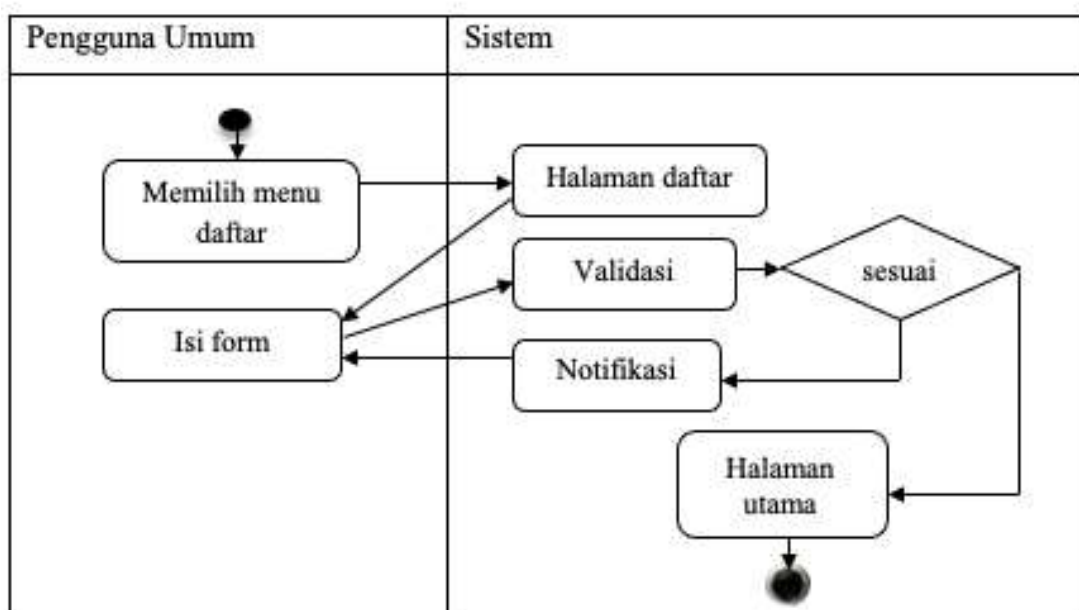 Pengguna Umum
Sistem
Memilih menu
daftar
Halaman daftar
Validasi
sesuai
Isi form
Notifikasi
Halaman
utama